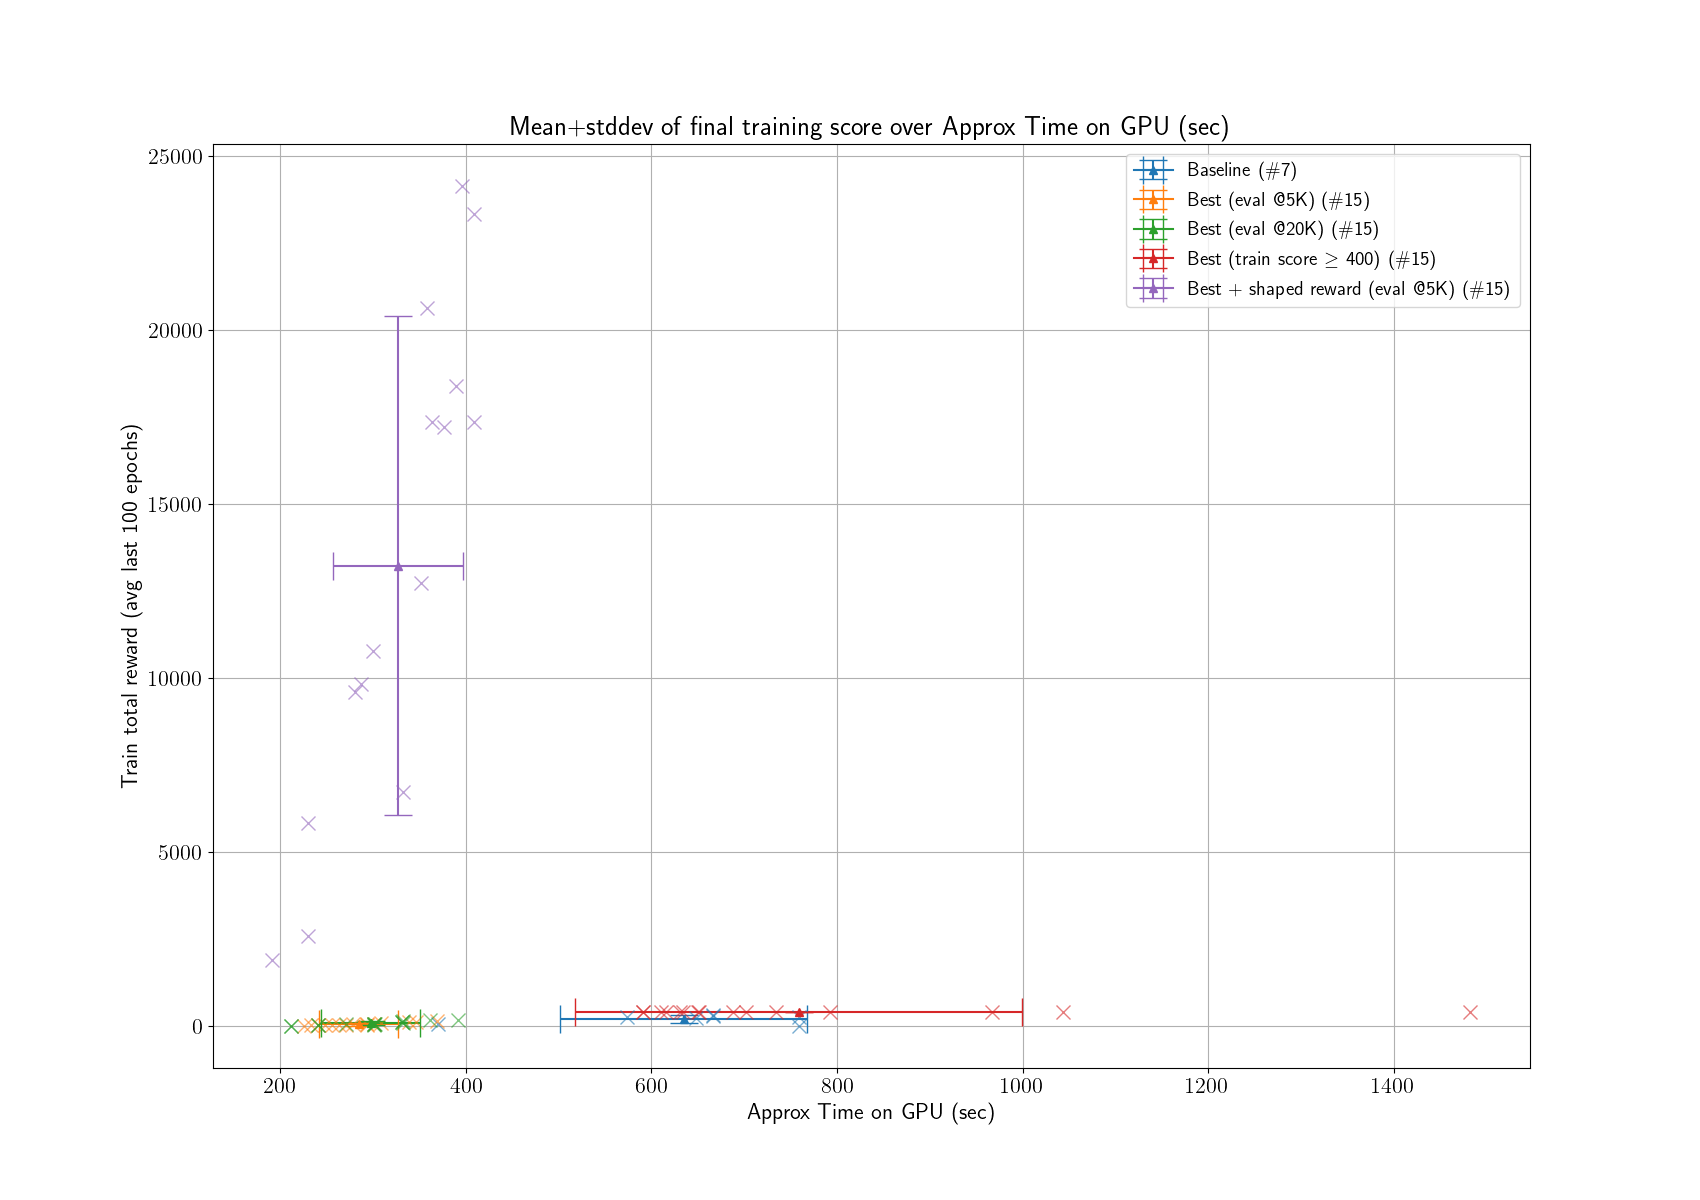 Mean+stddev of final training score over Approx Time on GPU (sec)
25000
20000
15000
10000
5000
0
Train total reward (avg last 100 epochs)
Baseline (#7)
Best (eval @5K) (#15)
Best (eval @20K) (#15)
Best (train score ≥ 400) (#15)
Best + shaped reward (eval @5K) (#15)
200 400 600 800 1000 1200 1400
Approx Time on GPU (sec)